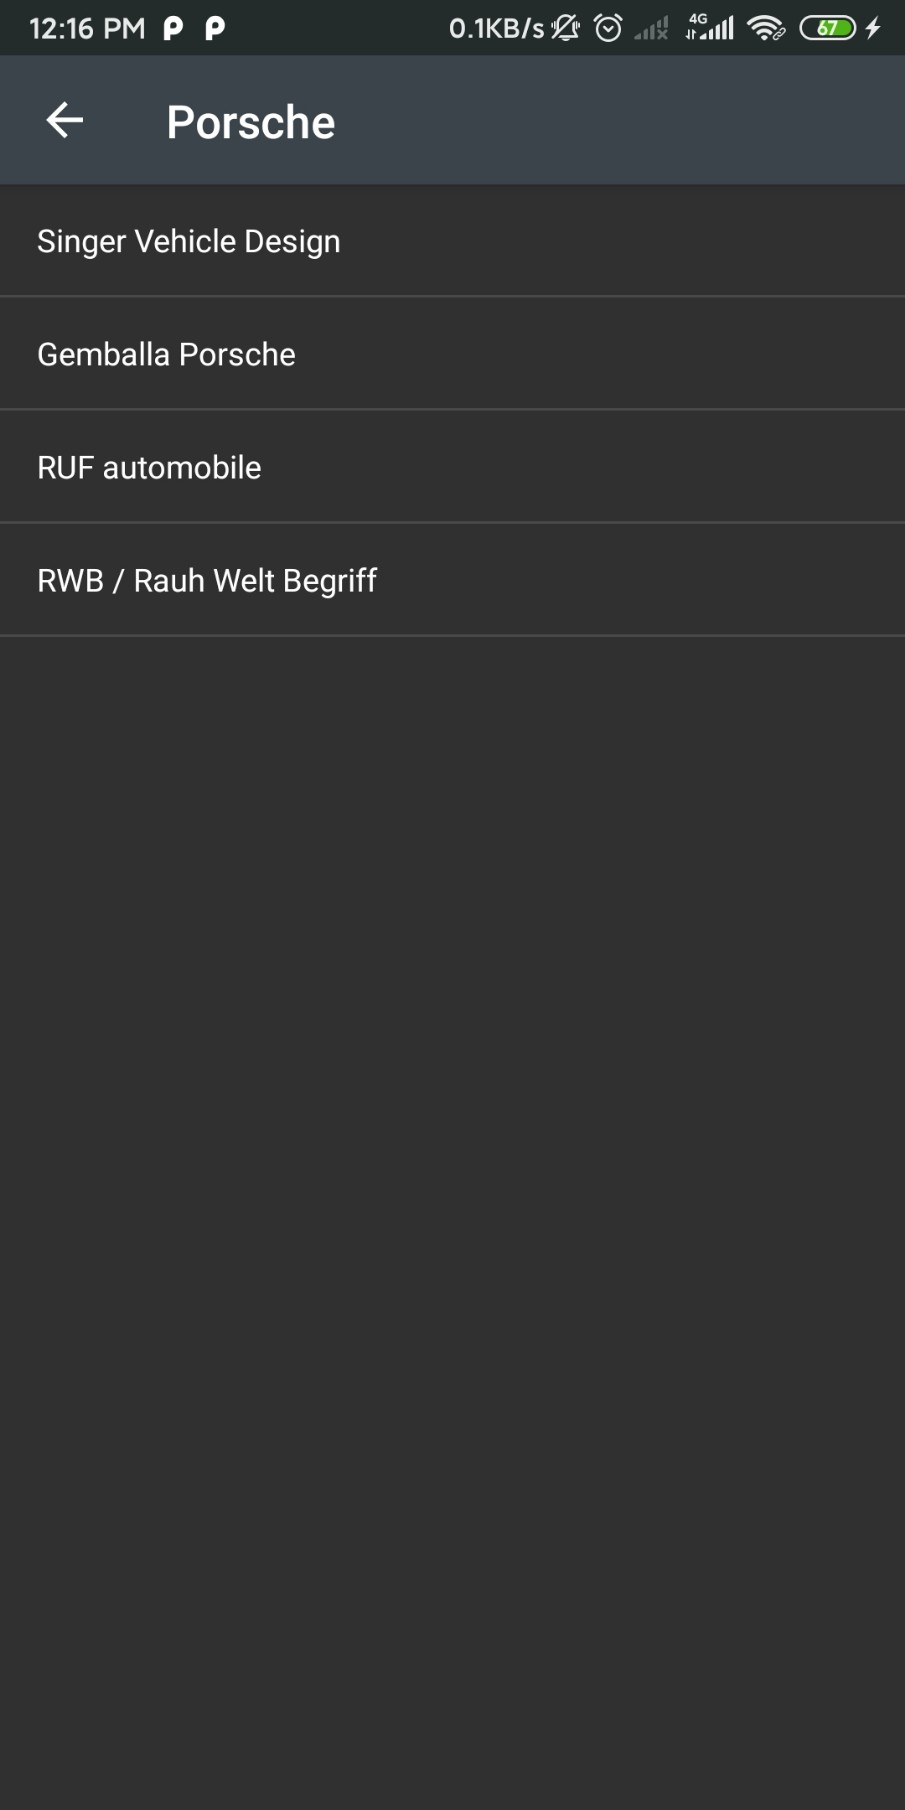 12:16 PM P P 0.1KB/s 4G 67
Porsche
Singer Vehicle Design
Gemballa Porsche
RUF automobile
RWB / Rauh Welt Begriff